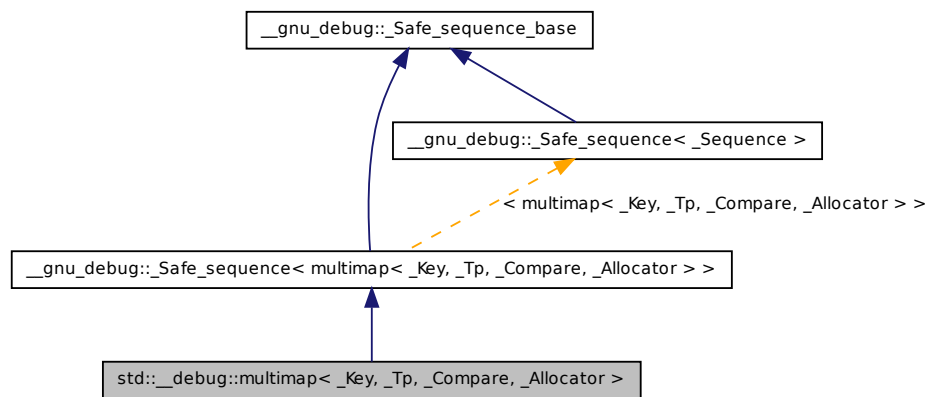 __gnu_debug::_Safe_sequence_base
__gnu_debug::_Safe_sequence< _Sequence >
< multimap< _Key, _Tp, _Compare, _Allocator > >
__gnu_debug::_Safe_sequence< multimap< _Key, _Tp, _Compare, _Allocator > >
std::__debug::multimap< _Key, _Tp, _Compare, _Allocator >